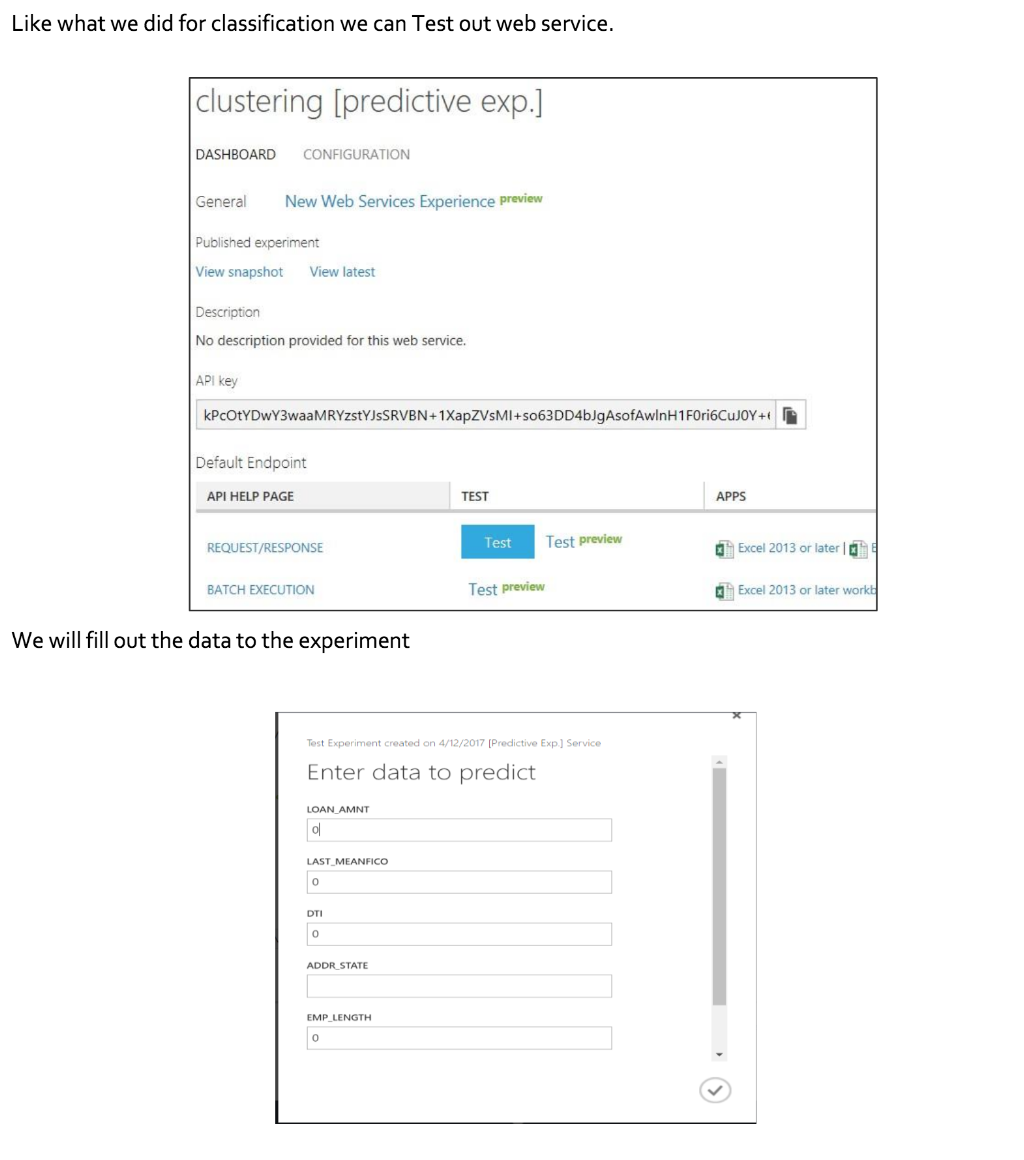 Like what we did for classification we can Test out web service.
clustering [predictive exp.]
DASHBOARD CONFIGURATION
General New Web Services Experience preview
Published experiment
View snapshot View latest
Description
No description provided for this web service.
API key
kPcOtYDwY3waaMRYzstYJsSRVBN+1XapZVsMI+so63DD4bJgAsofAwlnH1F0ri6CuJ0Y+
Default Endpoint
API HELP PAGE TEST APPS
REQUEST/RESPONSE Test Test preview Excel 2013 or later |
BATCH EXECUTION Test preview Excel 2013 or later workb
We will fill out the data to the experiment
Test Experiment created on 4/12/2017 [Predictive Exp.] Service
Enter data to predict
LOAN_AMNT
0
LAST_MEANFICO
0
DTI
0
ADDR_STATE
EMP_LENGTH
0